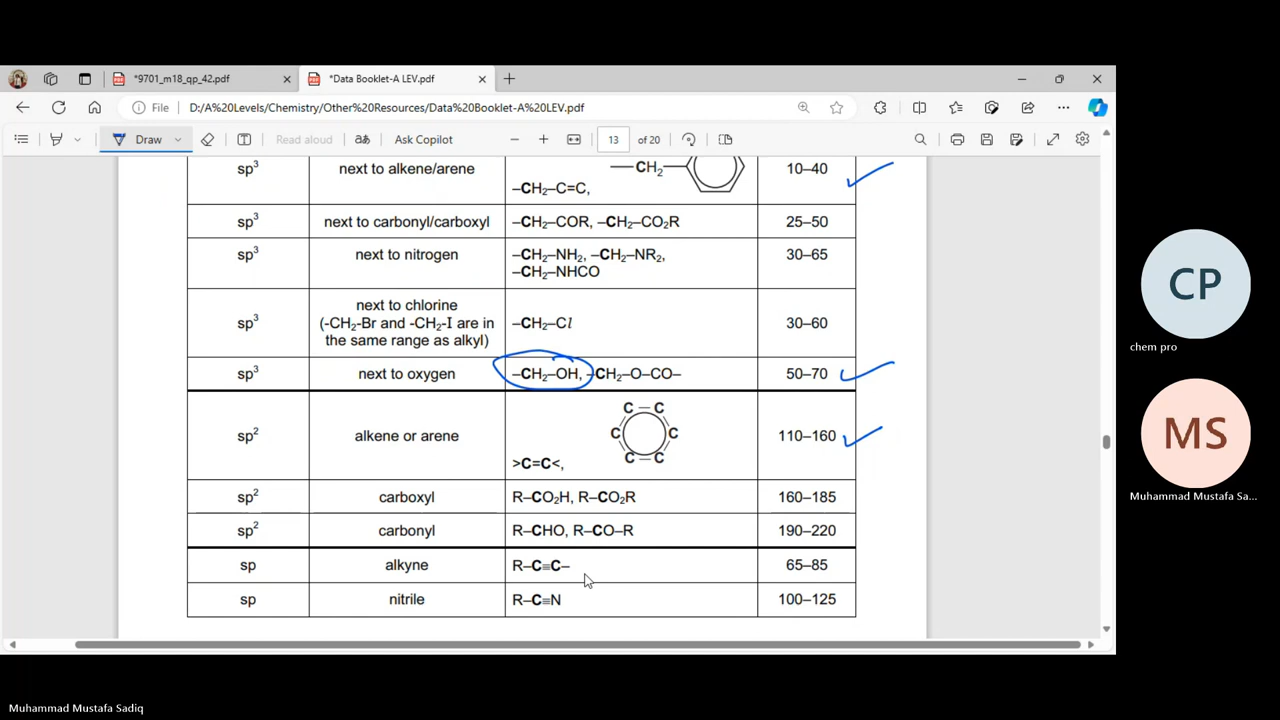 *9701_m18_qp_42.pdf
*Data Booklet-A LEV.pdf
File
D:/A%20Levels/Chemistry/Other%20Resources/Data%20Booklet-A%20LEV.pdf
Draw
Read aloud
Ask Copilot
13 of 20
sp³ next to alkene/arene –CH₂–C=C, —CH₂— 10–40
sp³ next to carbonyl/carboxyl –CH₂–COR, –CH₂–CO₂R 25–50
sp³ next to nitrogen –CH₂–NH₂, –CH₂–NR₂, 30–65
–CH₂–NHCO
next to chlorine
sp³ (-CH₂-Br and -CH₂-I are in –CH₂–Cl 30–60
the same range as alkyl)
sp³ next to oxygen –CH₂–OH, –CH₂–O–CO– 50–70
C C
sp² alkene or arene C C 110–160
C C
>C=C<,
sp² carboxyl R–CO₂H, R–CO₂R 160–185
sp² carbonyl R–CHO, R–CO–R 190–220
sp alkyne R–C≡C– 65–85
sp nitrile R–C≡N 100–125
CP
chem pro
MS
Muhammad Mustafa Sa...
Muhammad Mustafa Sadiq